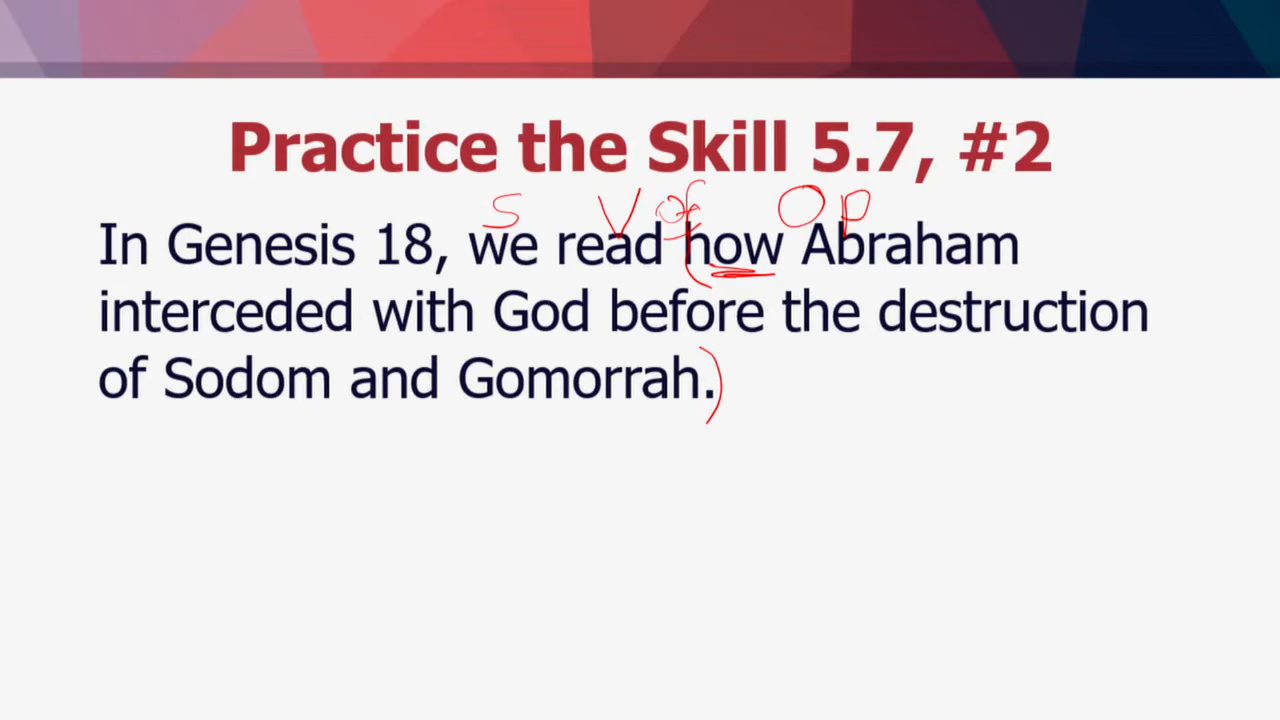 Practice the Skill 5.7, #2
S V of OP
In Genesis 18, we read how Abraham
interceded with God before the destruction
of Sodom and Gomorrah.)